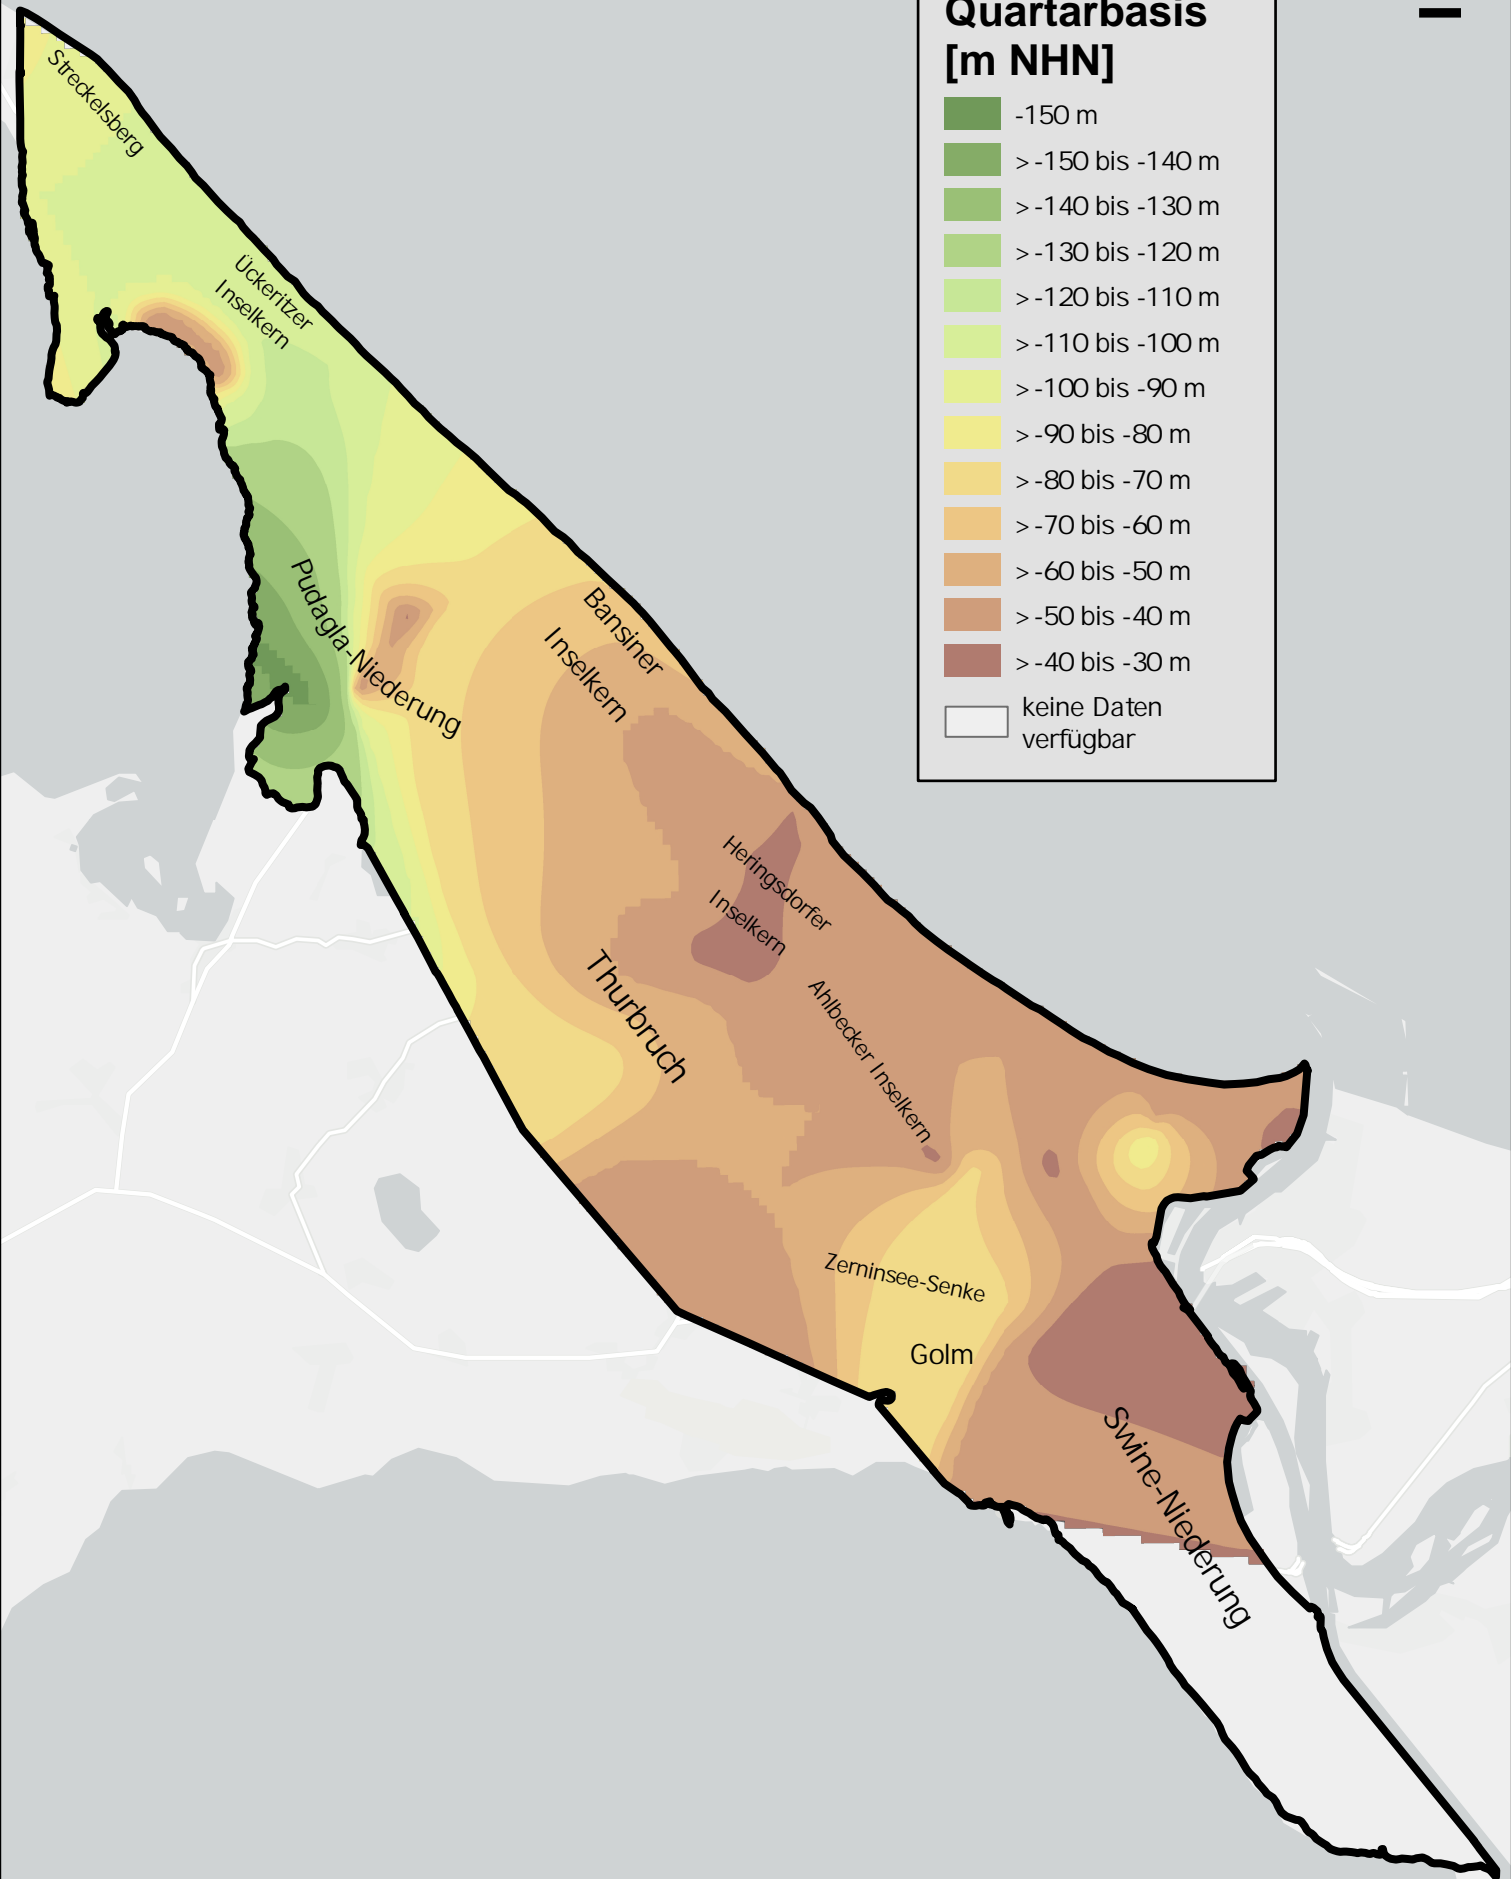 Quartärbasis
[m NHN]
-150 m
>-150 bis -140 m
>-140 bis -130 m
>-130 bis -120 m
>-120 bis -110 m
>-110 bis -100 m
>-100 bis -90 m
>-90 bis -80 m
>-80 bis -70 m
>-70 bis -60 m
>-60 bis -50 m
>-50 bis -40 m
>-40 bis -30 m
keine Daten
verfügbar
Streckelsberg
Ückeritzer
Inselkern
Pudagla-Niederung
Bansiner
Inselkern
Heringsdorfer
Inselkern
Thurbruch
Ahlbecker Inselkern
Zerninsee-Senke
Golm
Swine-Niederung